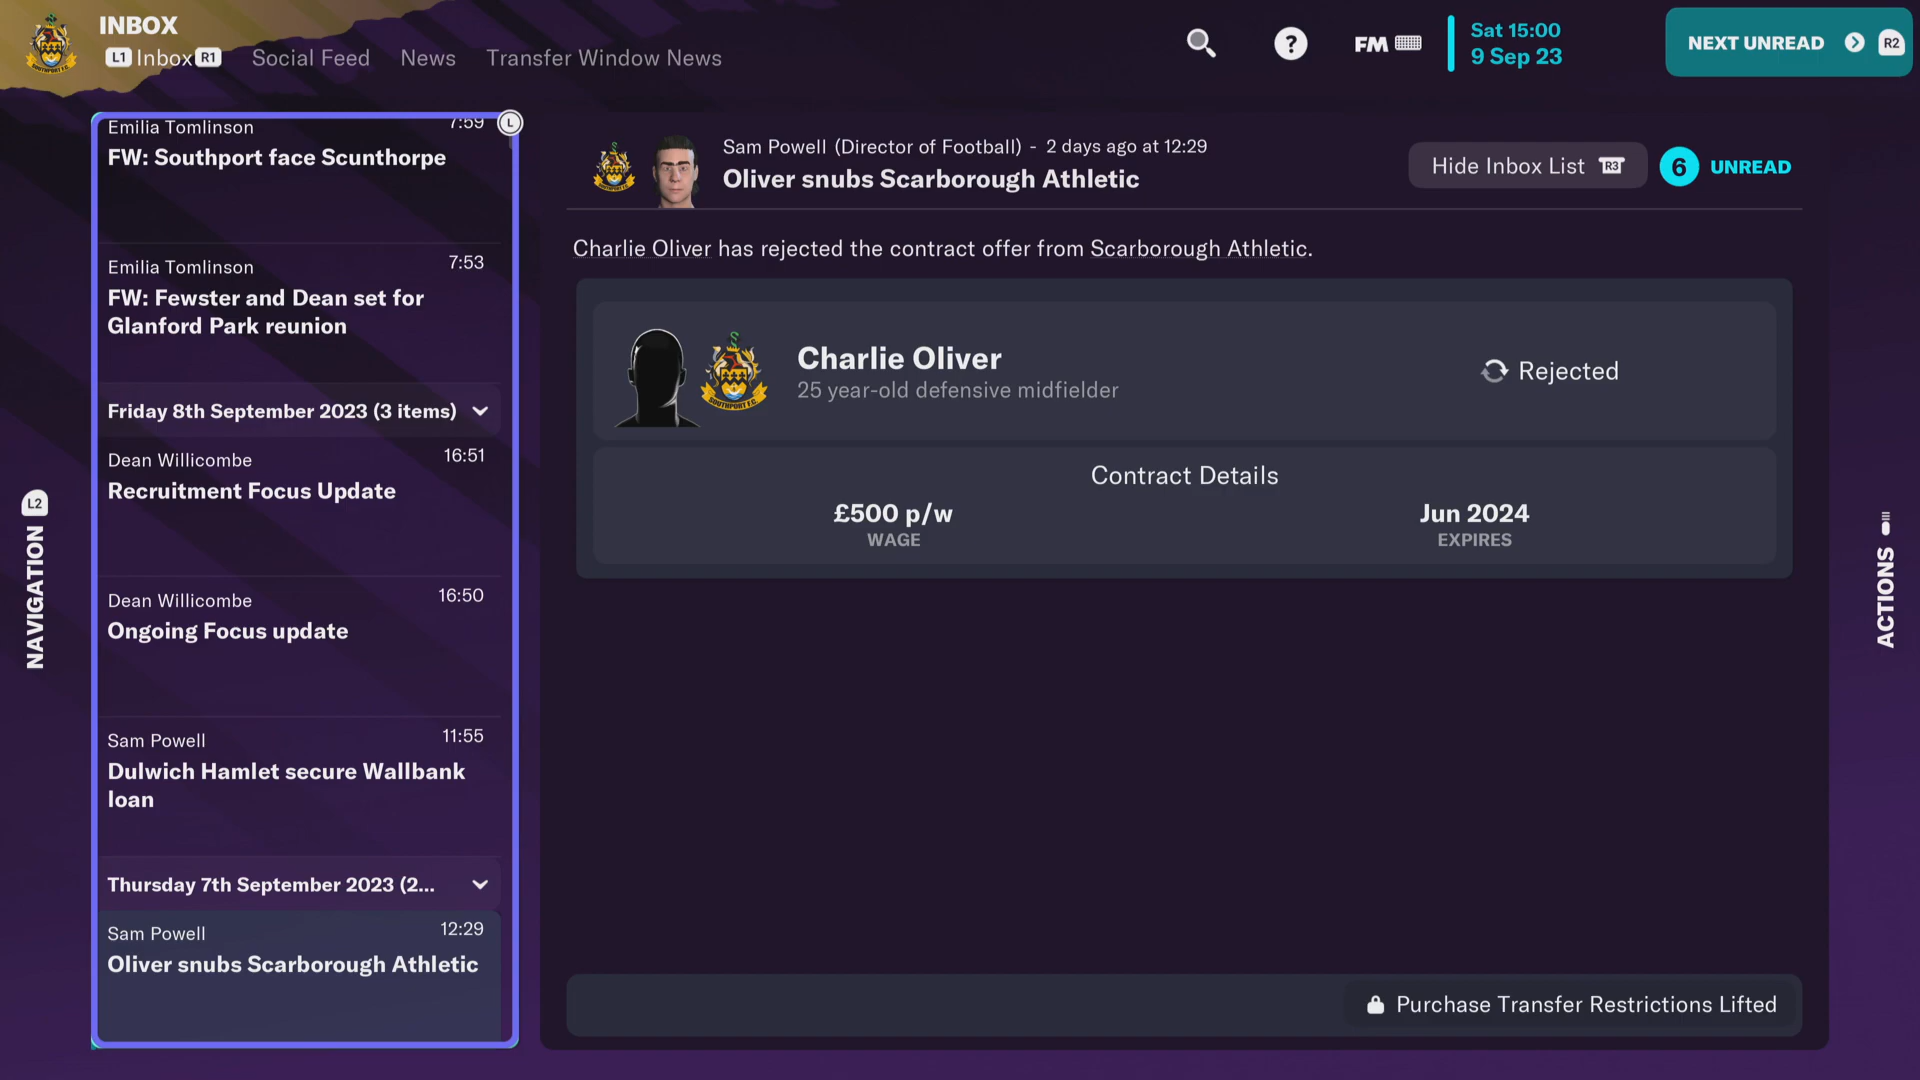 INBOX
L1 Inbox R1 Social Feed News Transfer Window News
FM
Sat 15:00
9 Sep 23
NEXT UNREAD R2
Emilia Tomlinson 7:59
FW: Southport face Scunthorpe
Emilia Tomlinson 7:53
FW: Fewster and Dean set for
Glanford Park reunion
Friday 8th September 2023 (3 items)
Dean Willicombe 16:51
Recruitment Focus Update
Dean Willicombe 16:50
Ongoing Focus update
Sam Powell 11:55
Dulwich Hamlet secure Wallbank
loan
Thursday 7th September 2023 (2...
Sam Powell 12:29
Oliver snubs Scarborough Athletic
L
NAVIGATION L2
Sam Powell (Director of Football) - 2 days ago at 12:29
Oliver snubs Scarborough Athletic
Hide Inbox List R3
6 UNREAD
Charlie Oliver has rejected the contract offer from Scarborough Athletic.
SOUTHPORT F.C.
Charlie Oliver
25 year-old defensive midfielder
Rejected
Contract Details
£500 p/w
WAGE
Jun 2024
EXPIRES
Purchase Transfer Restrictions Lifted
ACTIONS